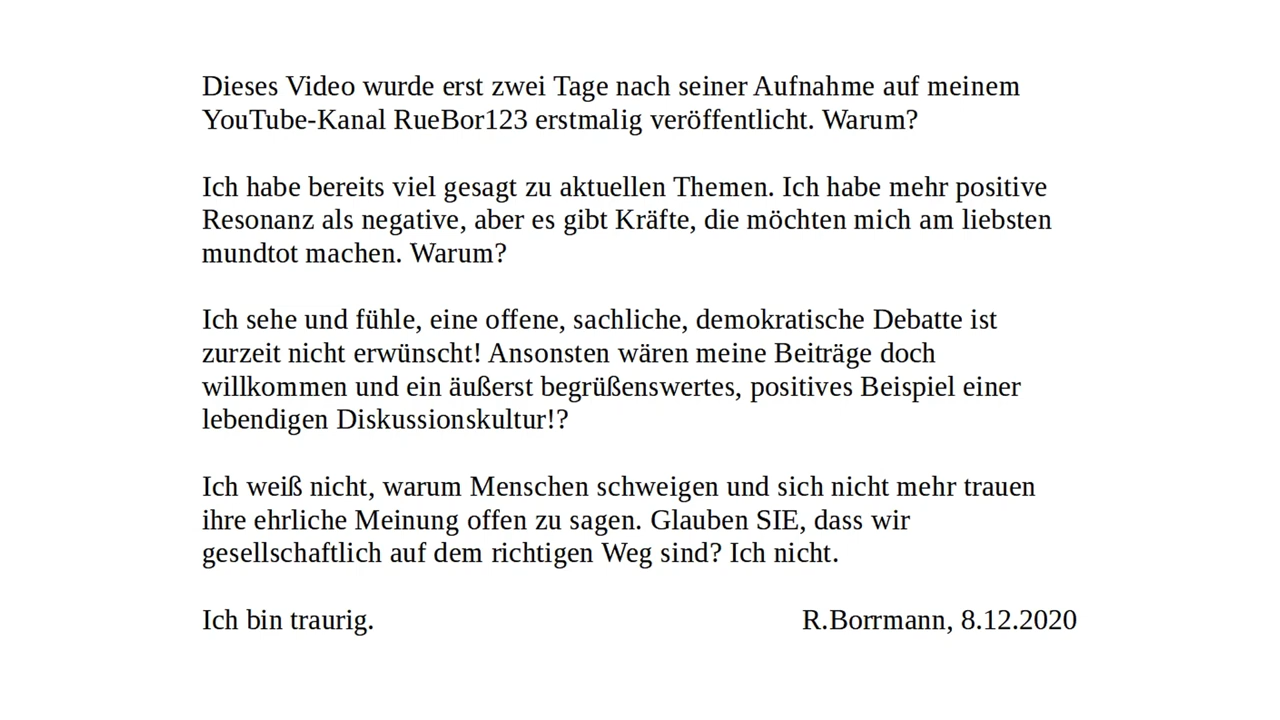 Dieses Video wurde erst zwei Tage nach seiner Aufnahme auf meinem
YouTube-Kanal RueBor123 erstmalig veröffentlicht. Warum?
Ich habe bereits viel gesagt zu aktuellen Themen. Ich habe mehr positive
Resonanz als negative, aber es gibt Kräfte, die möchten mich am liebsten
mundtot machen. Warum?
Ich sehe und fühle, eine offene, sachliche, demokratische Debatte ist
zurzeit nicht erwünscht! Ansonsten wären meine Beiträge doch
willkommen und ein äußerst begrüßenswertes, positives Beispiel einer
lebendigen Diskussionskultur!?
Ich weiß nicht, warum Menschen schweigen und sich nicht mehr trauen
ihre ehrliche Meinung offen zu sagen. Glauben SIE, dass wir
gesellschaftlich auf dem richtigen Weg sind? Ich nicht.
Ich bin traurig. R.Borrmann, 8.12.2020